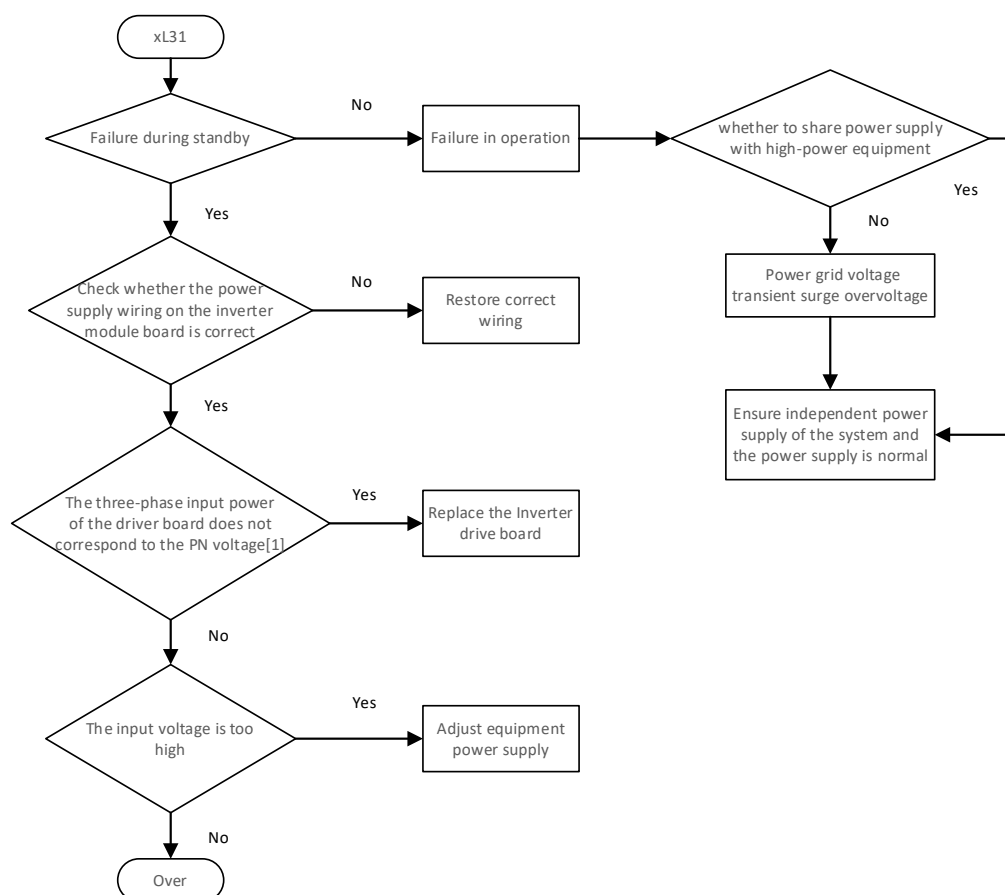 xL31
Failure during
standby
No
Failure in operation
whether to share power supply
with high-power equipment
Yes
Yes
No
Check whether the power
supply wiring on the inverter
module board is correct
No
Restore correct
wiring
Power grid voltage
transient surge overvoltage
Yes
Ensure independent power
supply of the system and
the power supply is normal
The three-phase input power
of the driver board does not
correspond to the PN voltage[1]
Yes
Replace the Inverter
drive board
No
The input voltage is too
high
Yes
Adjust equipment
power supply
No
Over